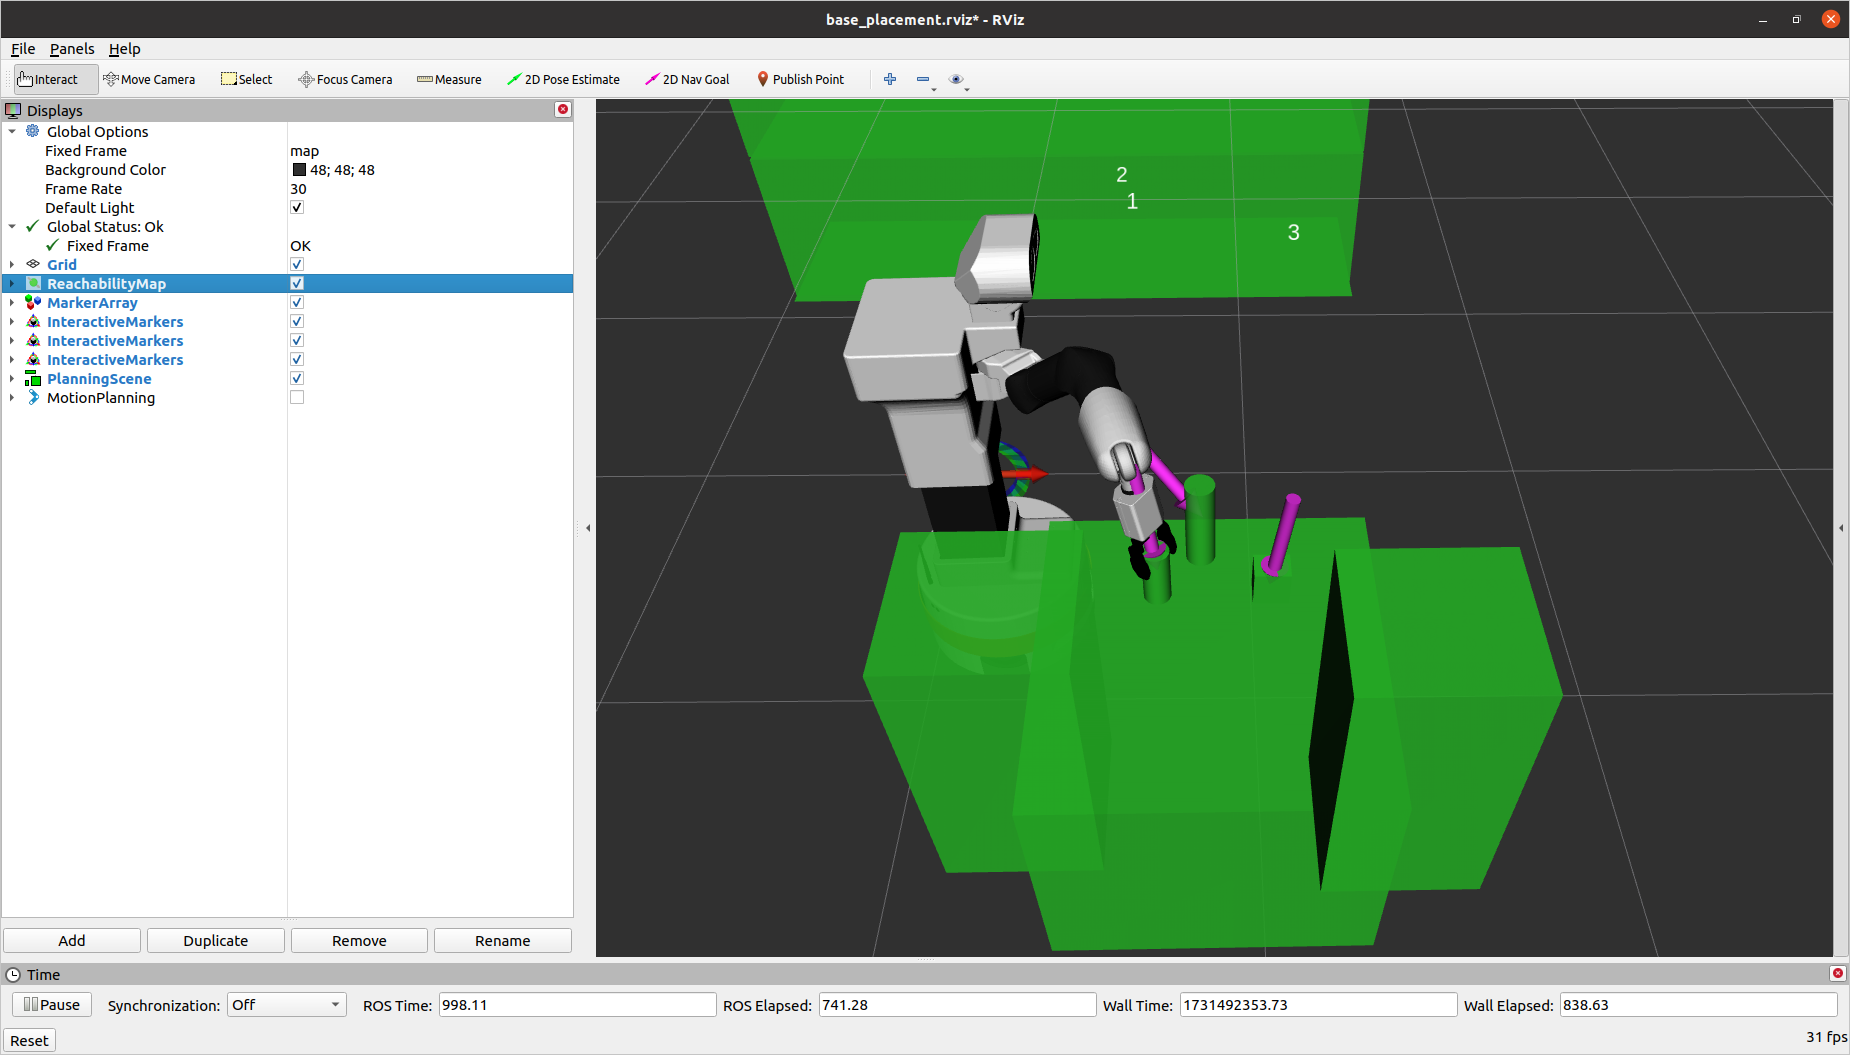 base_placement.rviz* - RViz
File Panels Help
Interact Move Camera Select Focus Camera Measure 2D Pose Estimate 2D Nav Goal Publish Point
Displays
Global Options
Fixed Frame map
Background Color 48; 48; 48
Frame Rate 30
Default Light
Global Status: Ok
Fixed Frame OK
Grid
ReachabilityMap
MarkerArray
InteractiveMarkers
InteractiveMarkers
InteractiveMarkers
PlanningScene
MotionPlanning
2
1
3
Add Duplicate Remove Rename
Time
Pause Synchronization: Off ROS Time: 998.11 ROS Elapsed: 741.28 Wall Time: 1731492353.73 Wall Elapsed: 838.63
Reset 31 fps